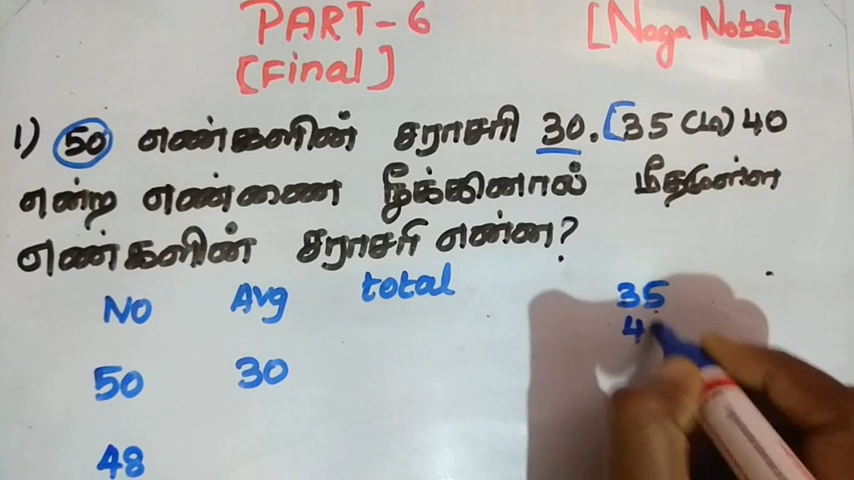 PART-6 [Naga Notes]
[Final]
1) 50 எண்களின் சராசரி 30. [35 (ம) 40
என்ற எண்ணை நீக்கினால் மீதமுள்ள
எண்களின் சராசரி என்ன?
No Avg total 35
4
50 30
48